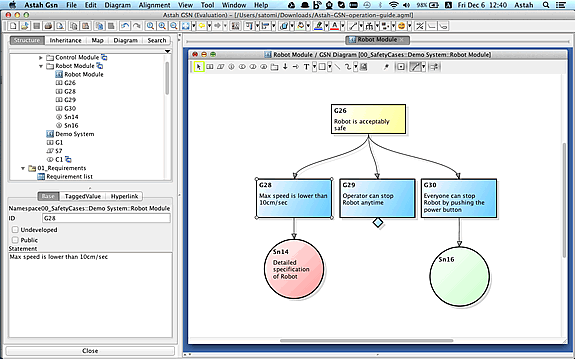 Astah Gsn File Edit Diagram Alignment View Tool Window Help
98% Fri Dec 6 12:40 Astah
Astah GSN (Evaluation) - [/Users/satomi/Downloads/Astah-GSN-operation-guide.agml]
Structure Inheritance Map Diagram Search
Control Module
Robot Module
Robot Module
G26
G28
G29
G30
Sn14
Sn16
Demo System
G1
S7
C1
01_Requirements
Requirement list
Base TaggedValue Hyperlink
Namespace00_SafetyCases::Demo System::Robot Module
ID G28
Undeveloped
Public
Statement
Max speed is lower than 10cm/sec
Close
Robot Module
Robot Module / GSN Diagram [00_SafetyCases::Demo System::Robot Module]
G26
Robot is acceptably
safe
G28
Max speed is lower than
10cm/sec
G29
Operator can stop
Robot anytime
G30
Everyone can stop
Robot by pushing the
power button
Sn14
Detailed
specification
of Robot
Sn16